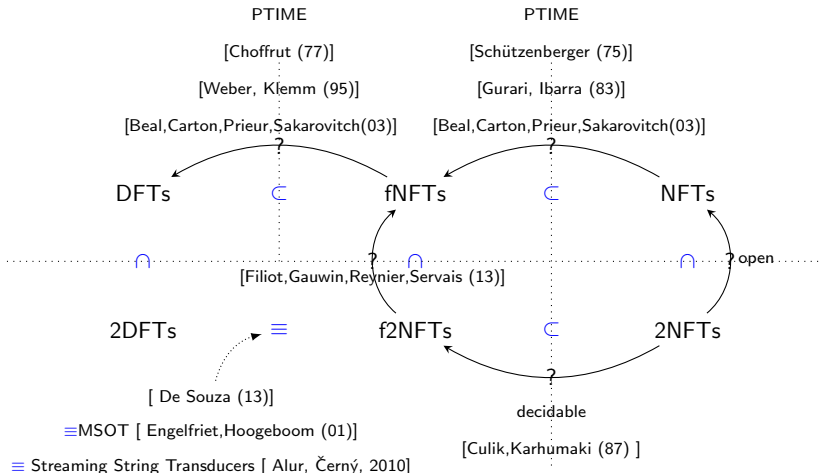 PTIME PTIME
[Choffrut (77)] [Schützenberger (75)]
[Weber, Klemm (95)] [Gurari, Ibarra (83)]
[Beal,Carton,Prieur,Sakarovitch(03)] [Beal,Carton,Prieur,Sakarovitch(03)]
? ?
DFTs ⊂ fNFTs ⊂ NFTs
∩ ? ∩ ∩ ? open
[Filiot,Gauwin,Reynier,Servais (13)]
2DFTs ≡ f2NFTs ⊂ 2NFTs
?
[ De Souza (13)]
decidable
≡MSOT [ Engelfriet,Hoogeboom (01)]
[Culik,Karhumaki (87) ]
≡ Streaming String Transducers [ Alur, Černý, 2010]